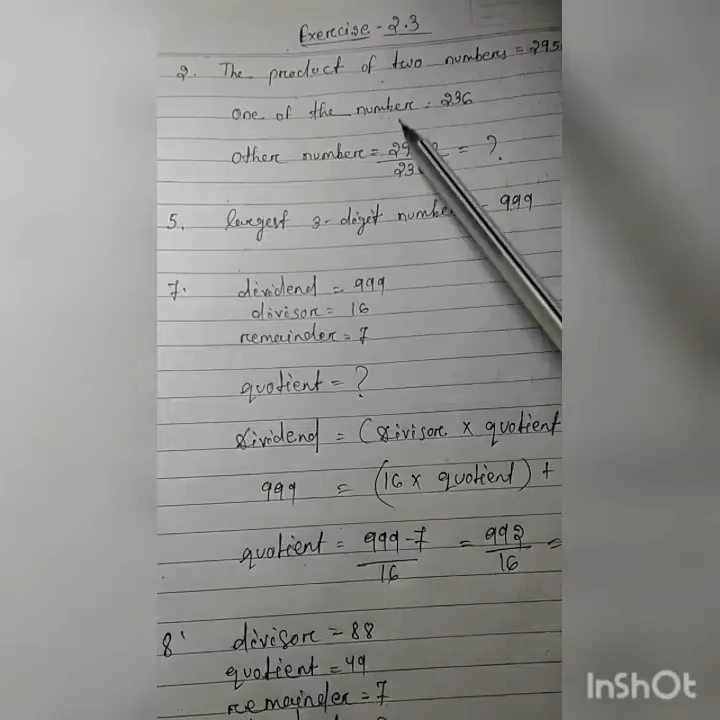 Exercise - 2.3
2. The product of two numbers = 295
one of the number = 236
Other number = 29 / 23 = ?
5. largest 3-digit number - 999
7. dividend = 999
divisor = 16
remainder = 7
quotient = ?
Dividend = (Divisor × quotient
999 = (16 × quotient) +
quotient = 999-7 / 16 = 992 / 16 =
8' divisor = 88
quotient = 49
remainder = 7
InShOt